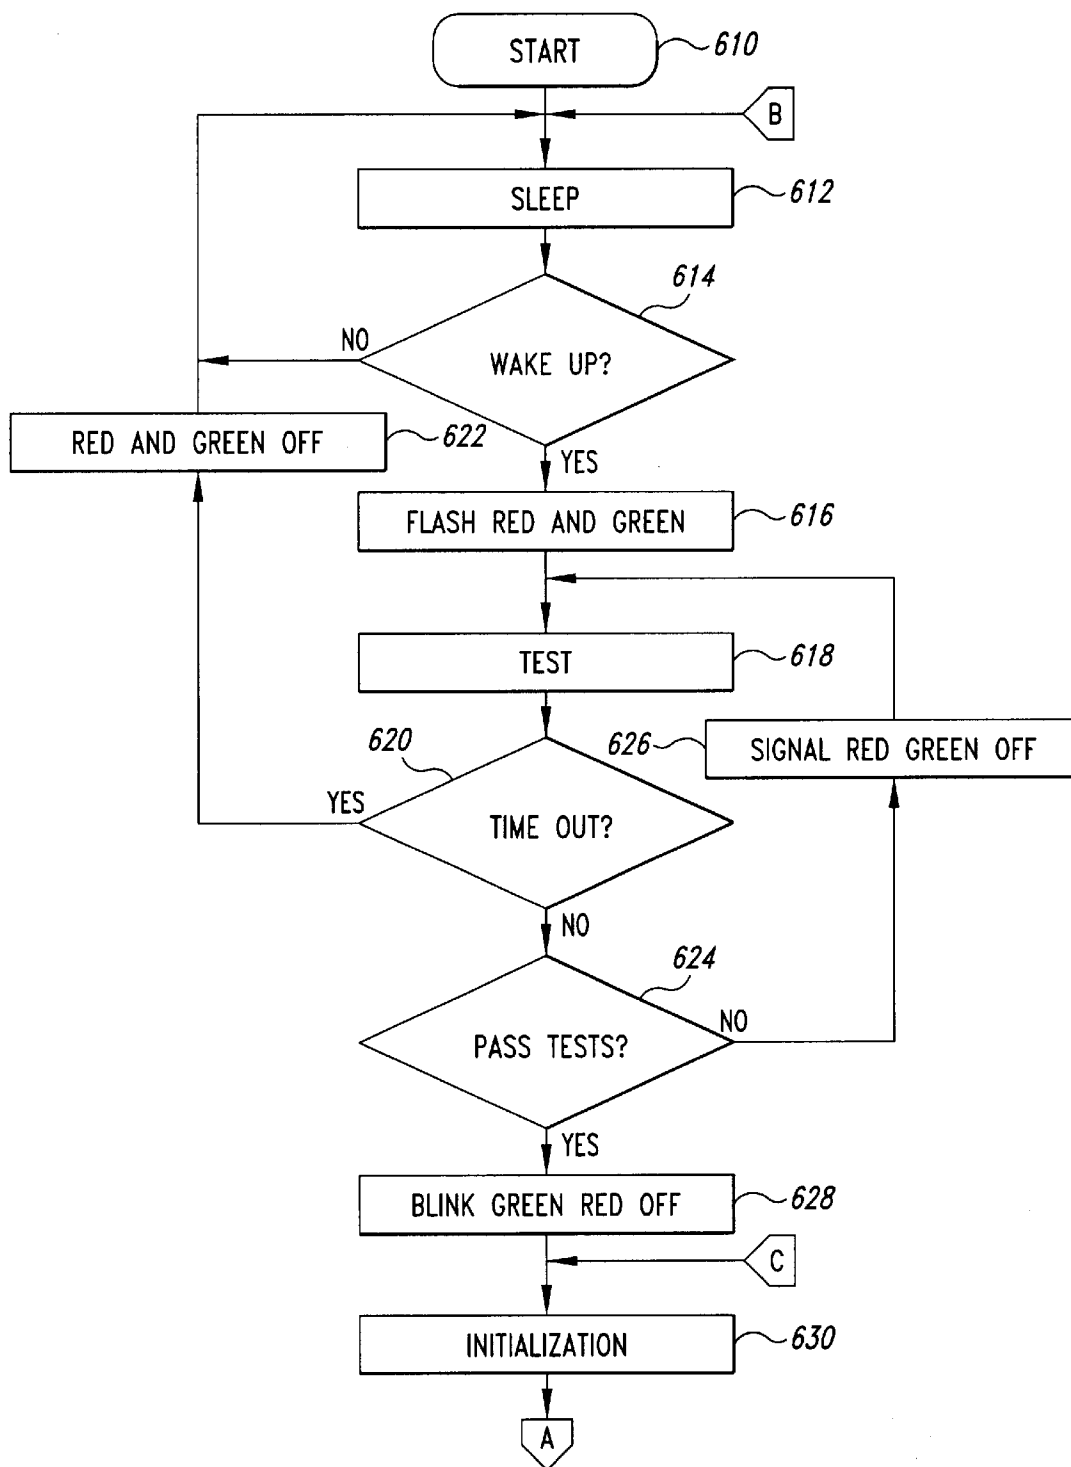 START
610
B
SLEEP
612
614
NO
WAKE UP?
RED AND GREEN OFF
622
YES
FLASH RED AND GREEN
616
TEST
618
620
626
SIGNAL RED GREEN OFF
YES
TIME OUT?
NO
624
NO
PASS TESTS?
YES
BLINK GREEN RED OFF
628
C
INITIALIZATION
630
A